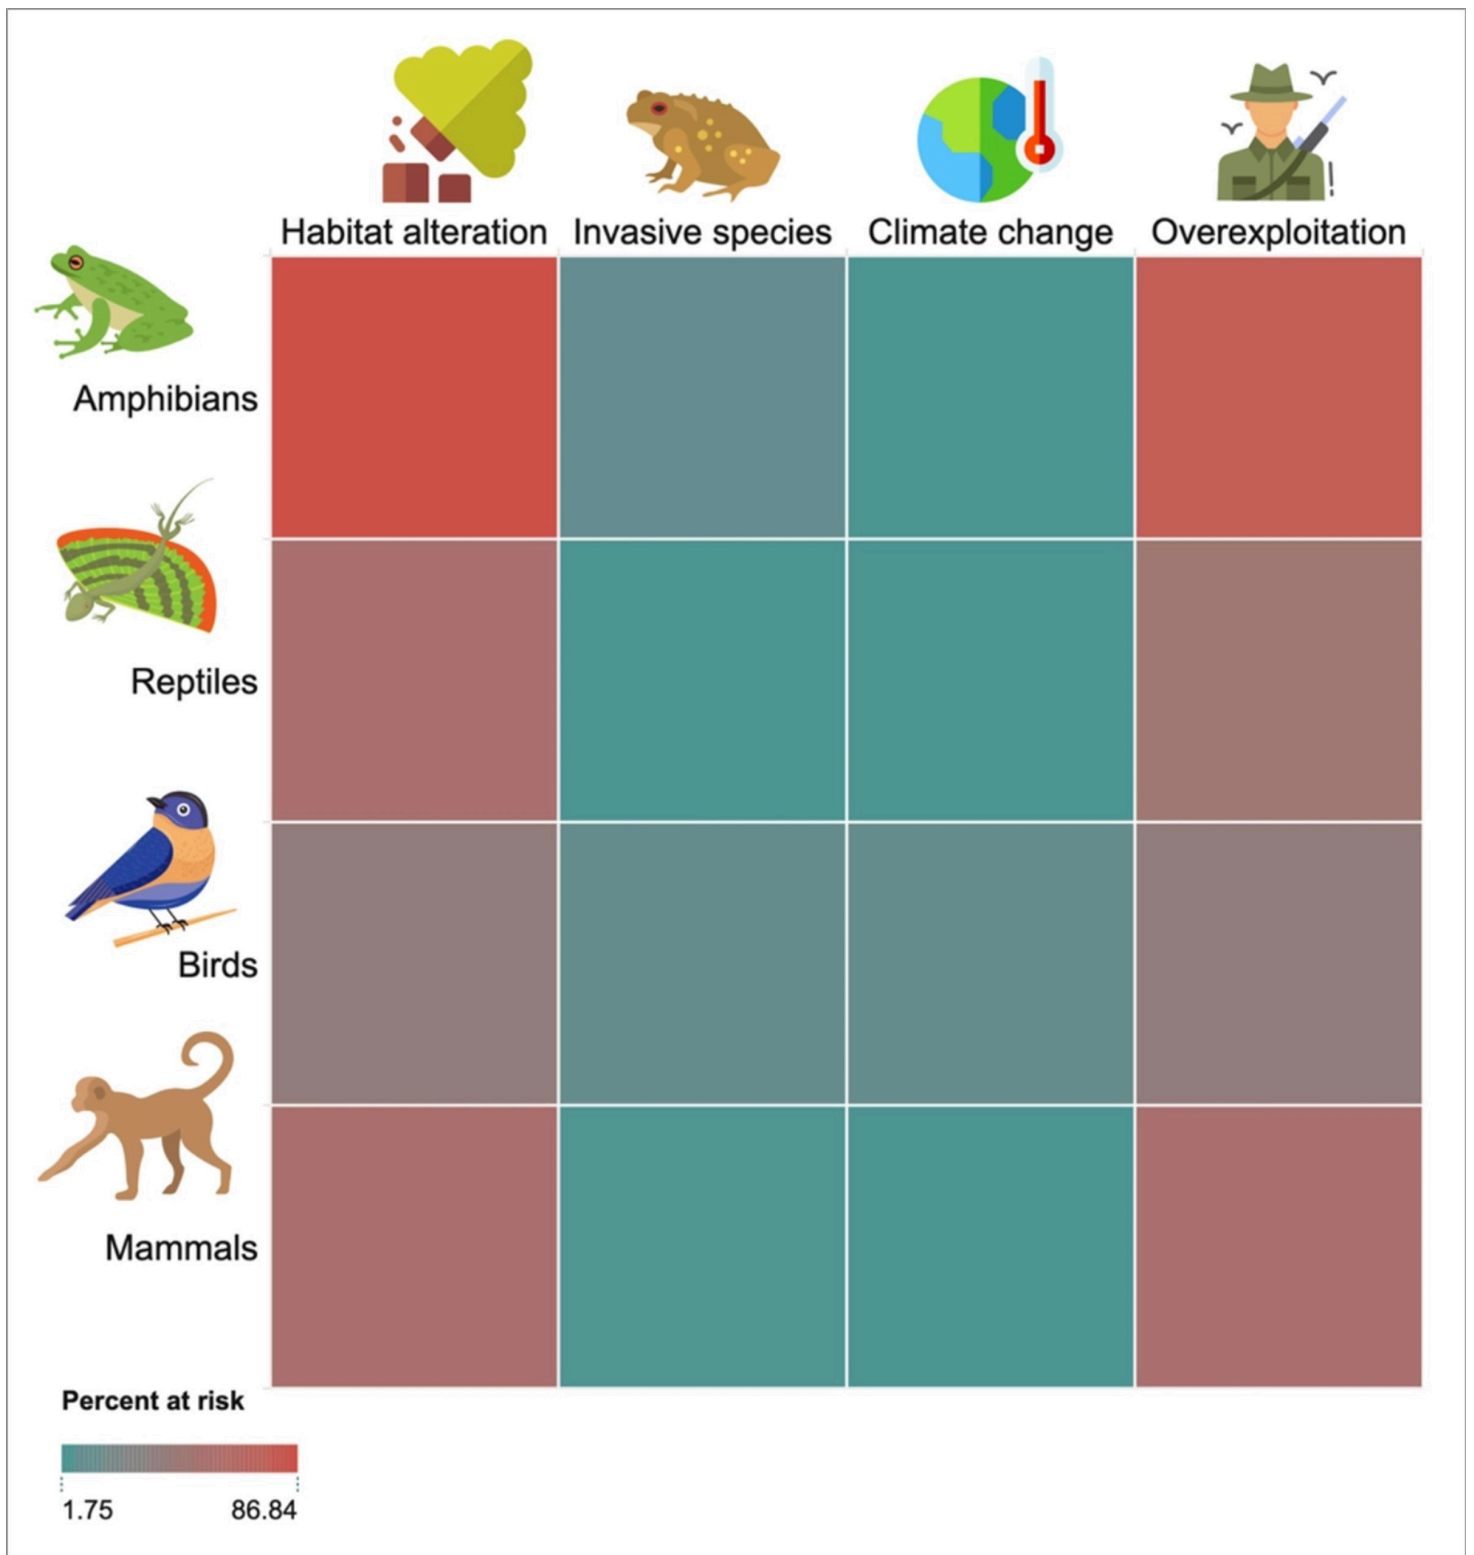 Habitat alteration Invasive species Climate change Overexploitation
Amphibians
Reptiles
Birds
Mammals
Percent at risk
1.75 86.84